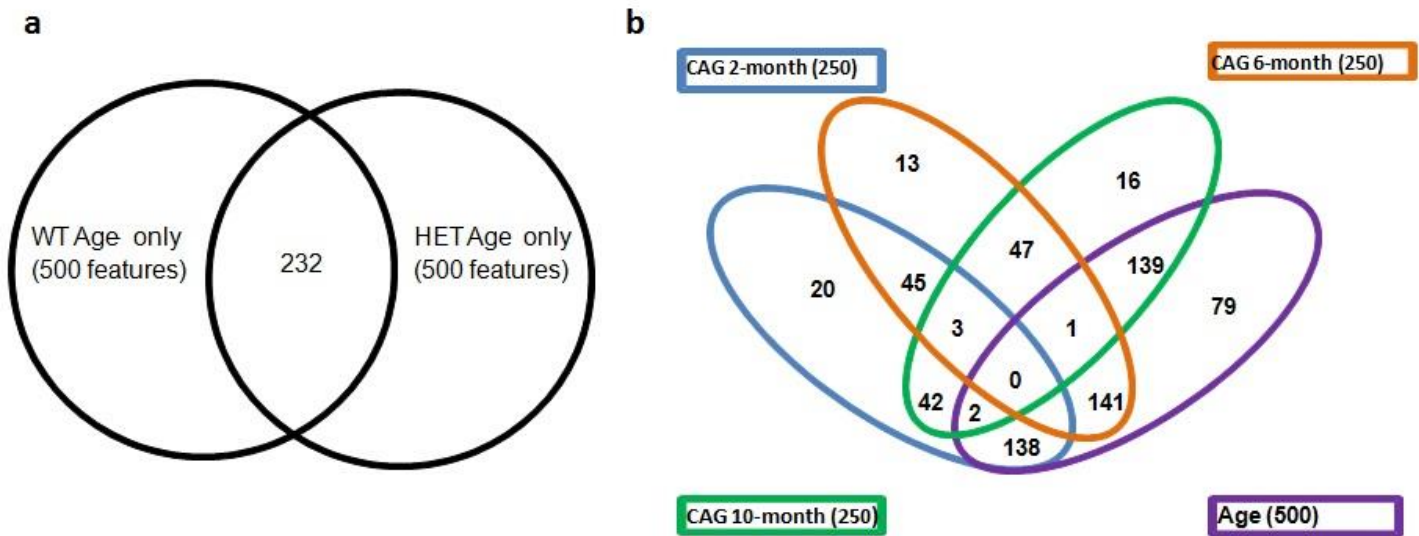 a
WT Age only
(500 features)
232
HET Age only
(500 features)
b
CAG 2-month (250)
CAG 6-month (250)
13
16
20
45
47
139
79
3
1
0
42
2
141
138
CAG 10-month (250)
Age (500)